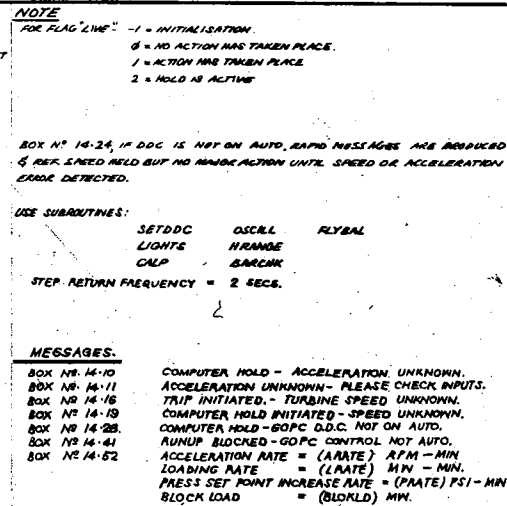 NOTE
FOR FLAG "LIVE" -1 = INITIALISATION.
0 = NO ACTION HAS TAKEN PLACE.
1 = ACTION HAS TAKEN PLACE
2 = HOLD IS ACTIVE
BOX Nº 14.24, IF DDC IS NOT ON AUTO, RAPID MESSAGES ARE PRODUCED
& REF. SPEED HELD BUT NO MAJOR ACTION UNTIL SPEED OR ACCELERATION
ERROR DETECTED.
USE SUBROUTINES:
SETDDC OSCILL FLYBAL
LIGHTS HRANGE
CALP BARCHK
STEP RETURN FREQUENCY = 2 SECS.
MESSAGES.
BOX Nº 14.10 COMPUTER HOLD - ACCELERATION UNKNOWN.
BOX Nº 14.11 ACCELERATION UNKNOWN - PLEASE CHECK INPUTS.
BOX Nº 14.16 TRIP INITIATED. - TURBINE SPEED UNKNOWN.
BOX Nº 14.19 COMPUTER HOLD INITIATED - SPEED UNKNOWN.
BOX Nº 14.28. COMPUTER HOLD - GOPC D.D.C. NOT ON AUTO.
BOX Nº 14.41 RUNUP BLOCKED - GOPC CONTROL NOT AUTO.
BOX Nº 14.52 ACCELERATION RATE = (ARATE) RPM - MIN
LOADING RATE = (LRATE) MW - MIN.
PRESS SET POINT INCREASE RATE = (PRATE) PSI - MIN
BLOCK LOAD = (BLOKLD) MW.